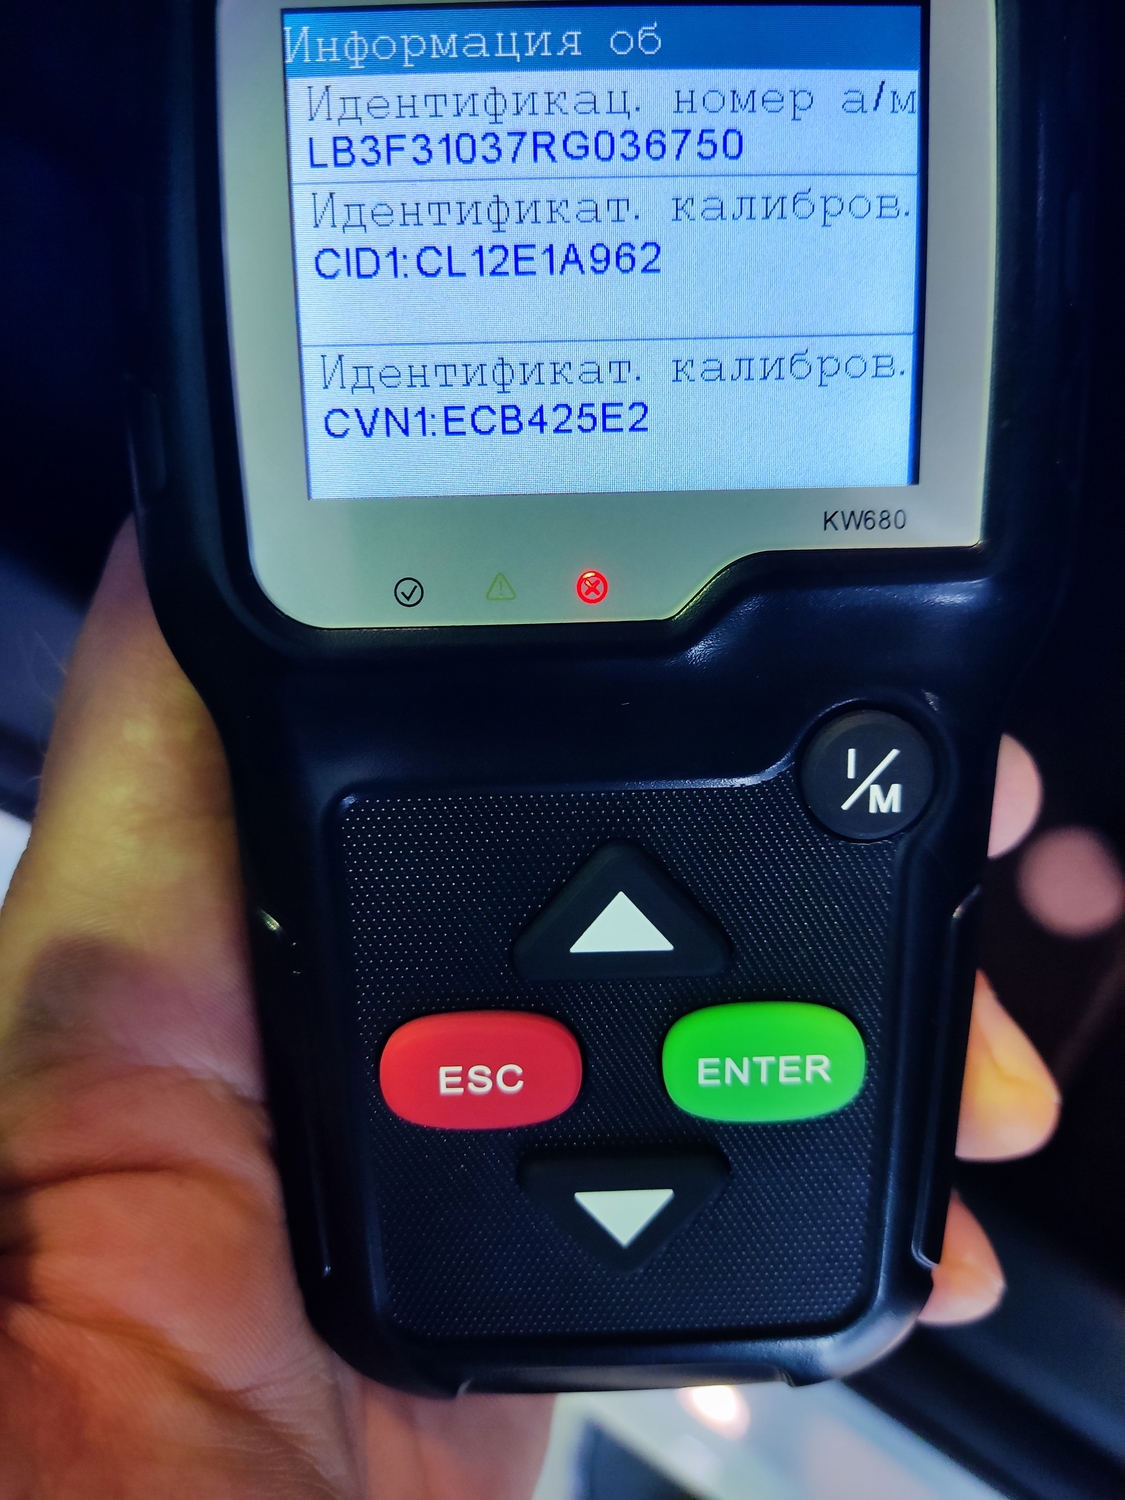 Информация об
Идентификац. номер а/м
LB3F31037RG036750
Идентификат. калибров.
CID1:CL12E1A962
Идентификат. калибров.
CVN1:ECB425E2
KW680
I/M
ESC
ENTER